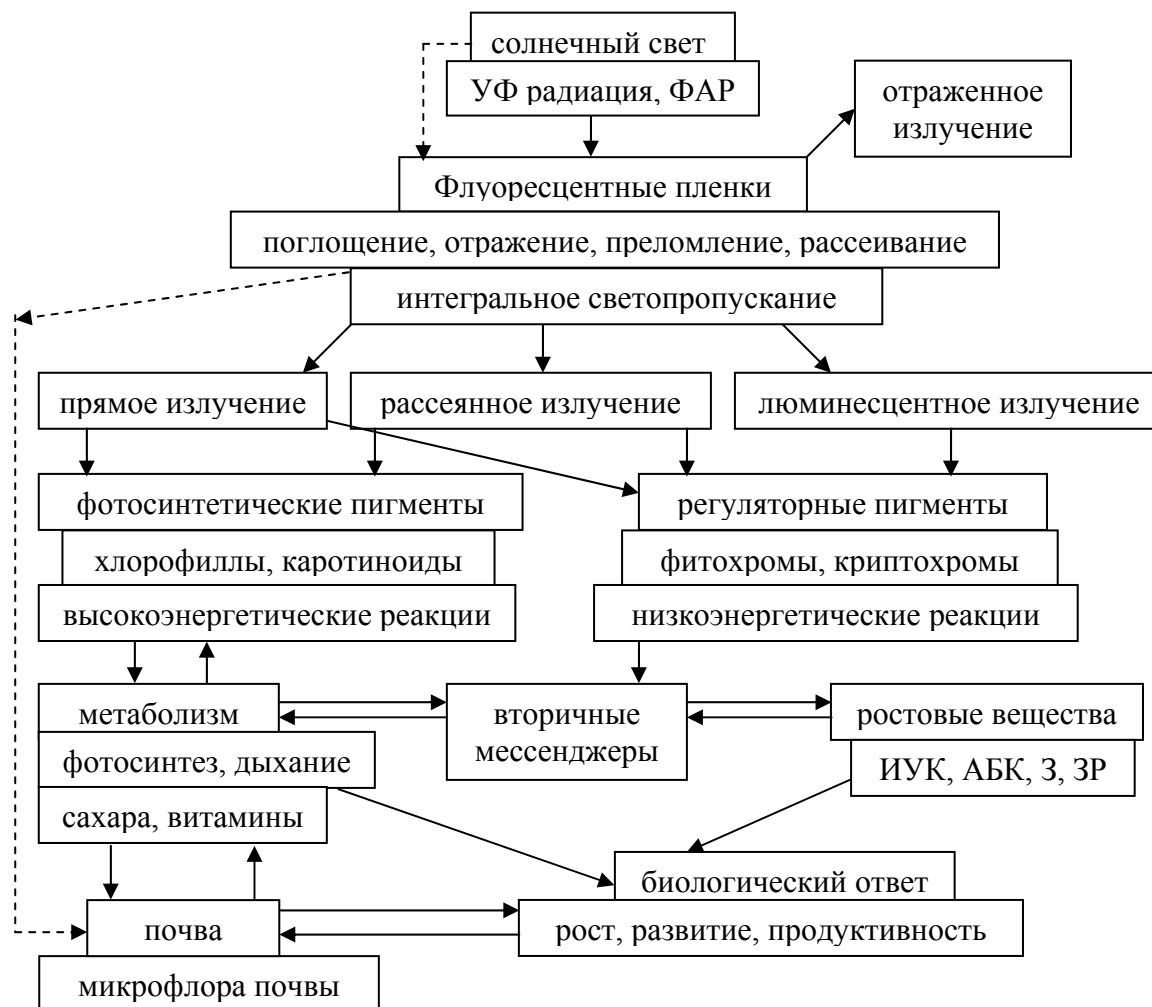 солнечный свет
УФ радиация, ФАР
отраженное
излучение
Флуоресцентные пленки
поглощение, отражение, преломление, рассеивание
интегральное светопропускание
прямое излучение
рассеянное излучение
люминесцентное излучение
фотосинтетические пигменты
регуляторные пигменты
хлорофиллы, каротиноиды
фитохромы, криптохромы
высокоэнергетические реакции
низкоэнергетические реакции
метаболизм
вторичные
мессенджеры
ростовые вещества
фотосинтез, дыхание
ИУК, АБК, З, ЗР
сахара, витамины
биологический ответ
почва
рост, развитие, продуктивность
микрофлора почвы